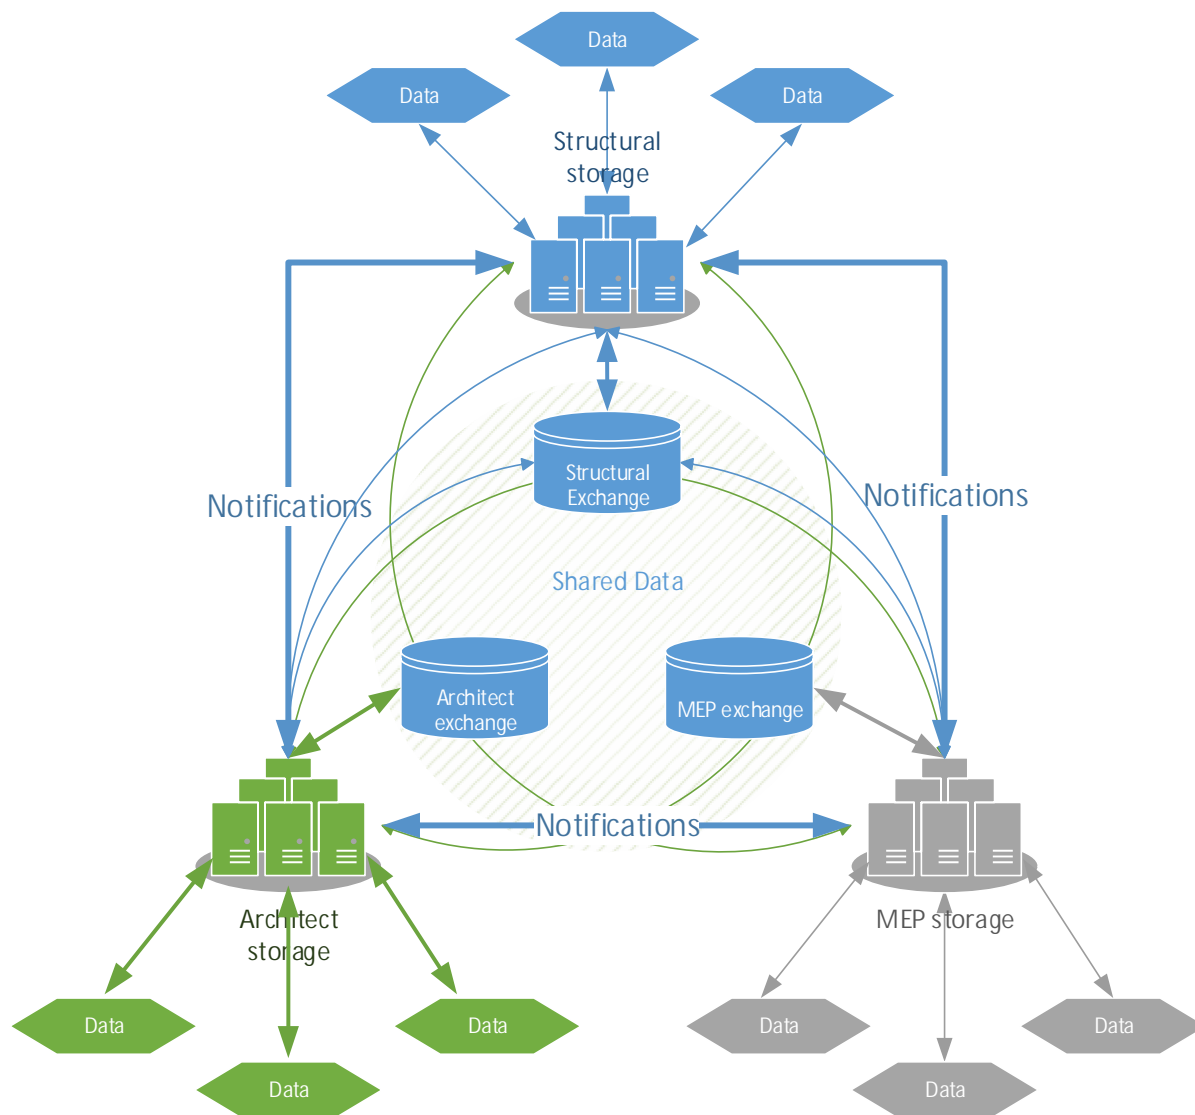 Data
Data
Data
Structural
storage
Structural
Exchange
Notifications
Notifications
Shared Data
Architect
exchange
MEP exchange
Notifications
Architect
storage
MEP storage
Data
Data
Data
Data
Data
Data